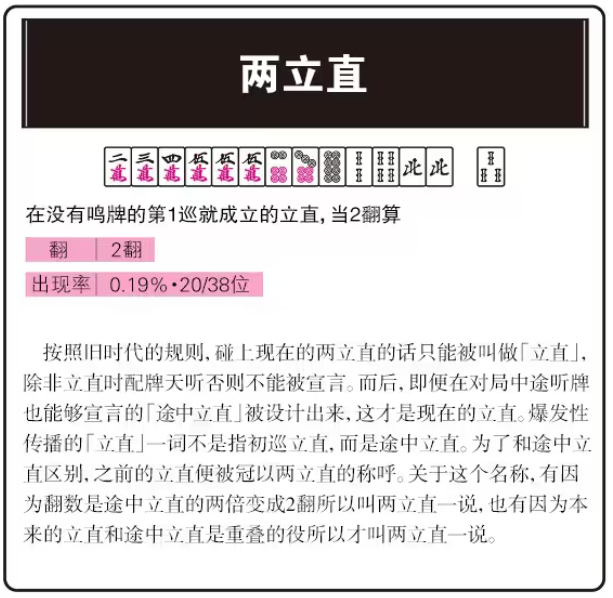 两立直
二萬 三萬 四萬 伍萬 伍萬 伍萬 北 北
在没有鸣牌的第1巡就成立的立直，当2翻算
翻 2翻
出现率 0.19%•20/38位
按照旧时代的规则，碰上现在的两立直的话只能被叫做「立直」，
除非立直时配牌天听否则不能被宣言。而后，即便在对局中途听牌
也能够宣言的「途中立直」被设计出来，这才是现在的立直。爆发性
传播的「立直」一词不是指初巡立直，而是途中立直。为了和途中立
直区别，之前的立直便被冠以两立直的称呼。关于这个名称，有因
为翻数是途中立直的两倍变成2翻所以叫两立直一说，也有因为本
来的立直和途中立直是重叠的役所以才叫两立直一说。